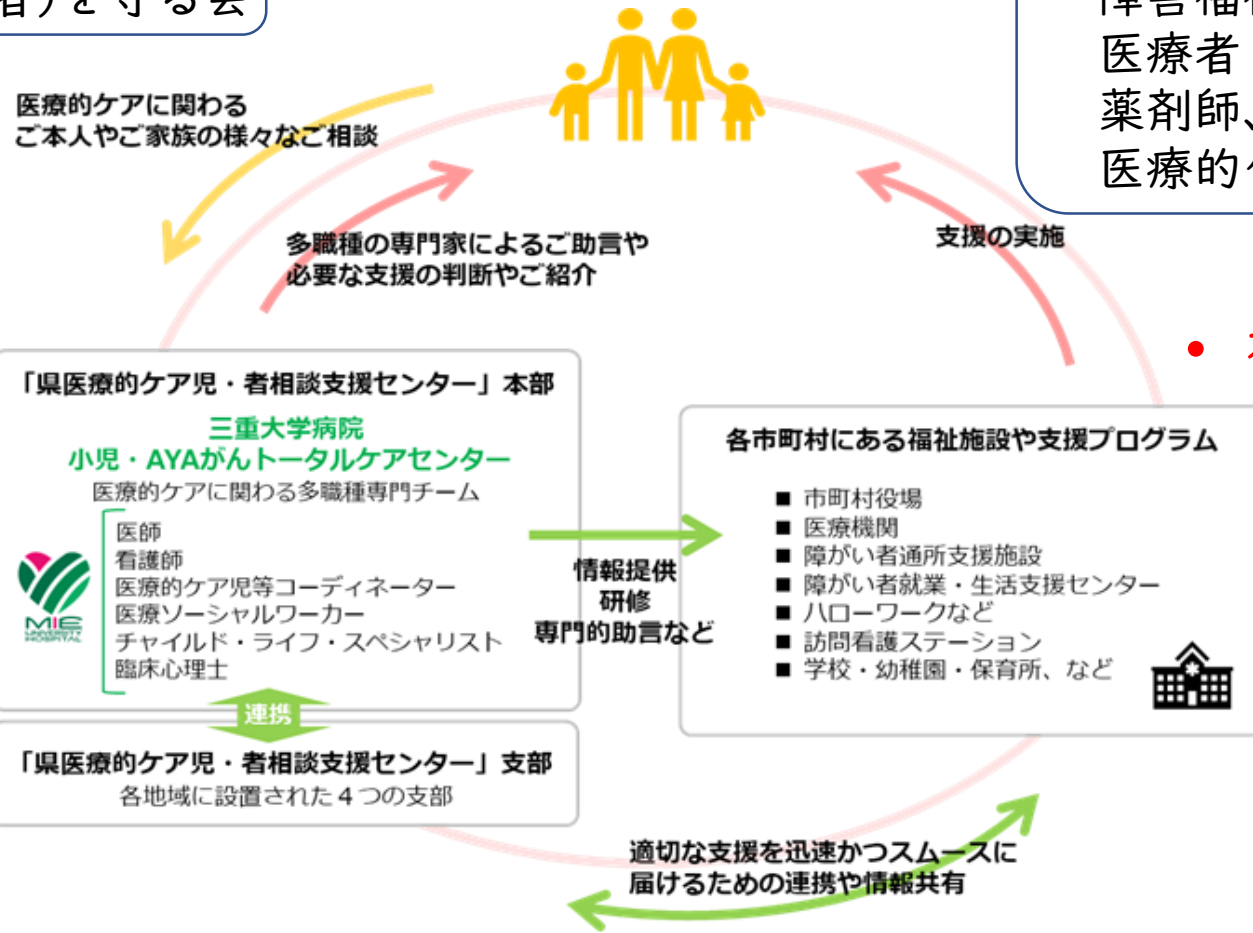 者)を守る会
医療者
薬剤師、
医療的
医療的ケアに関わる
ご本人やご家族の様々なご相談
多職種の専門家によるご助言や
必要な支援の判断やご紹介
支援の実施
「県医療的ケア児・者相談支援センター」本部
三重大学病院
小児・AYAがんトータルケアセンター
医療的ケアに関わる多職種専門チーム
医師
看護師
医療的ケア児等コーディネーター
医療ソーシャルワーカー
チャイルド・ライフ・スペシャリスト
臨床心理士
MIE
UNIVERSITY
HOSPITAL
連携
「県医療的ケア児・者相談支援センター」支部
各地域に設置された4つの支部
情報提供
研修
専門的助言など
各市町村にある福祉施設や支援プログラム
■ 市町村役場
■ 医療機関
■ 障がい者通所支援施設
■ 障がい者就業・生活支援センター
■ ハローワークなど
■ 訪問看護ステーション
■ 学校・幼稚園・保育所、など
適切な支援を迅速かつスムースに
届けるための連携や情報共有